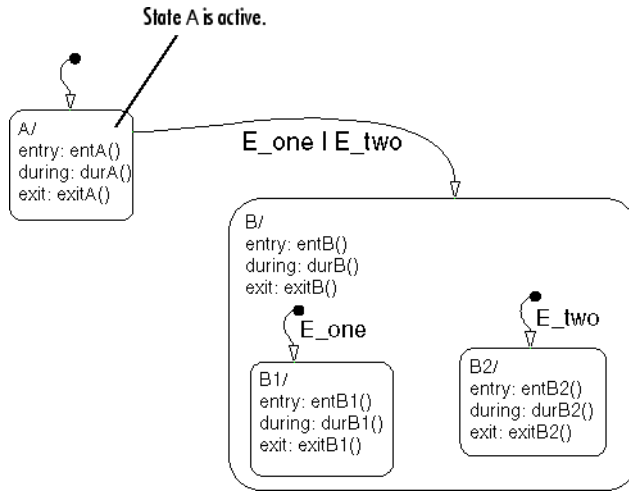 State A is active.
A/
entry: entA()
during: durA()
exit: exitA()
E_one | E_two
B/
entry: entB()
during: durB()
exit: exitB()
E_one
E_two
B1/
entry: entB1()
during: durB1()
exit: exitB1()
B2/
entry: entB2()
during: durB2()
exit: exitB2()